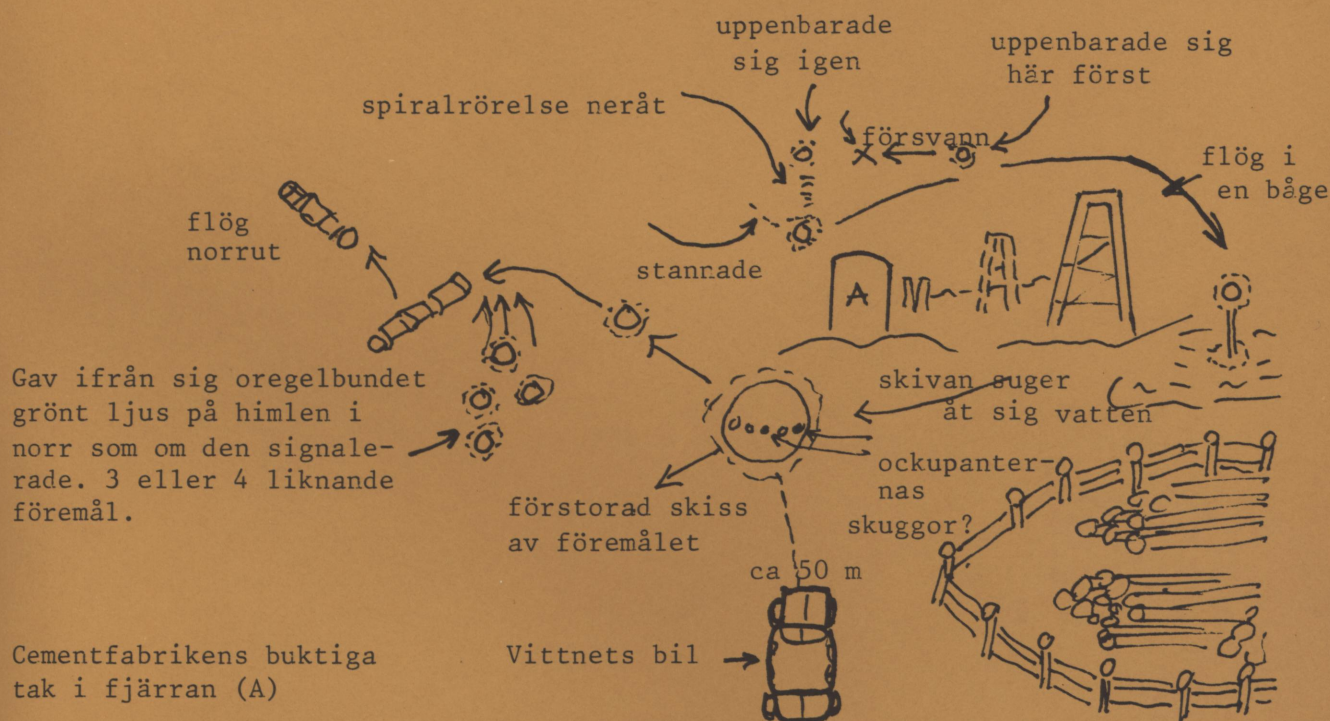 uppenbarade
sig igen
uppenbarade sig
här först
spiralrörelse neråt
försvann
flög i
en båge
flög
norrut
stannade
A
Gav ifrån sig oregelbundet
grönt ljus på himlen i
norr som om den signale-
rade. 3 eller 4 liknande
föremål.
skivan suger
åt sig vatten
ockupanter-
nas
skuggor?
förstorad skiss
av föremålet
ca 50 m
Cementfabrikens buktiga
tak i fjärran (A)
Vittnets bil